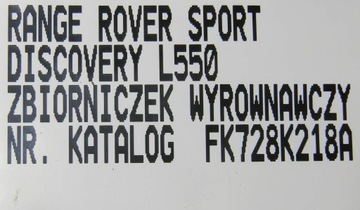 RANGE ROVER SPORT
DISCOVERY L550
ZBIORNICZEK WYROWNAWCZY
NR. KATALOG FK728K218A